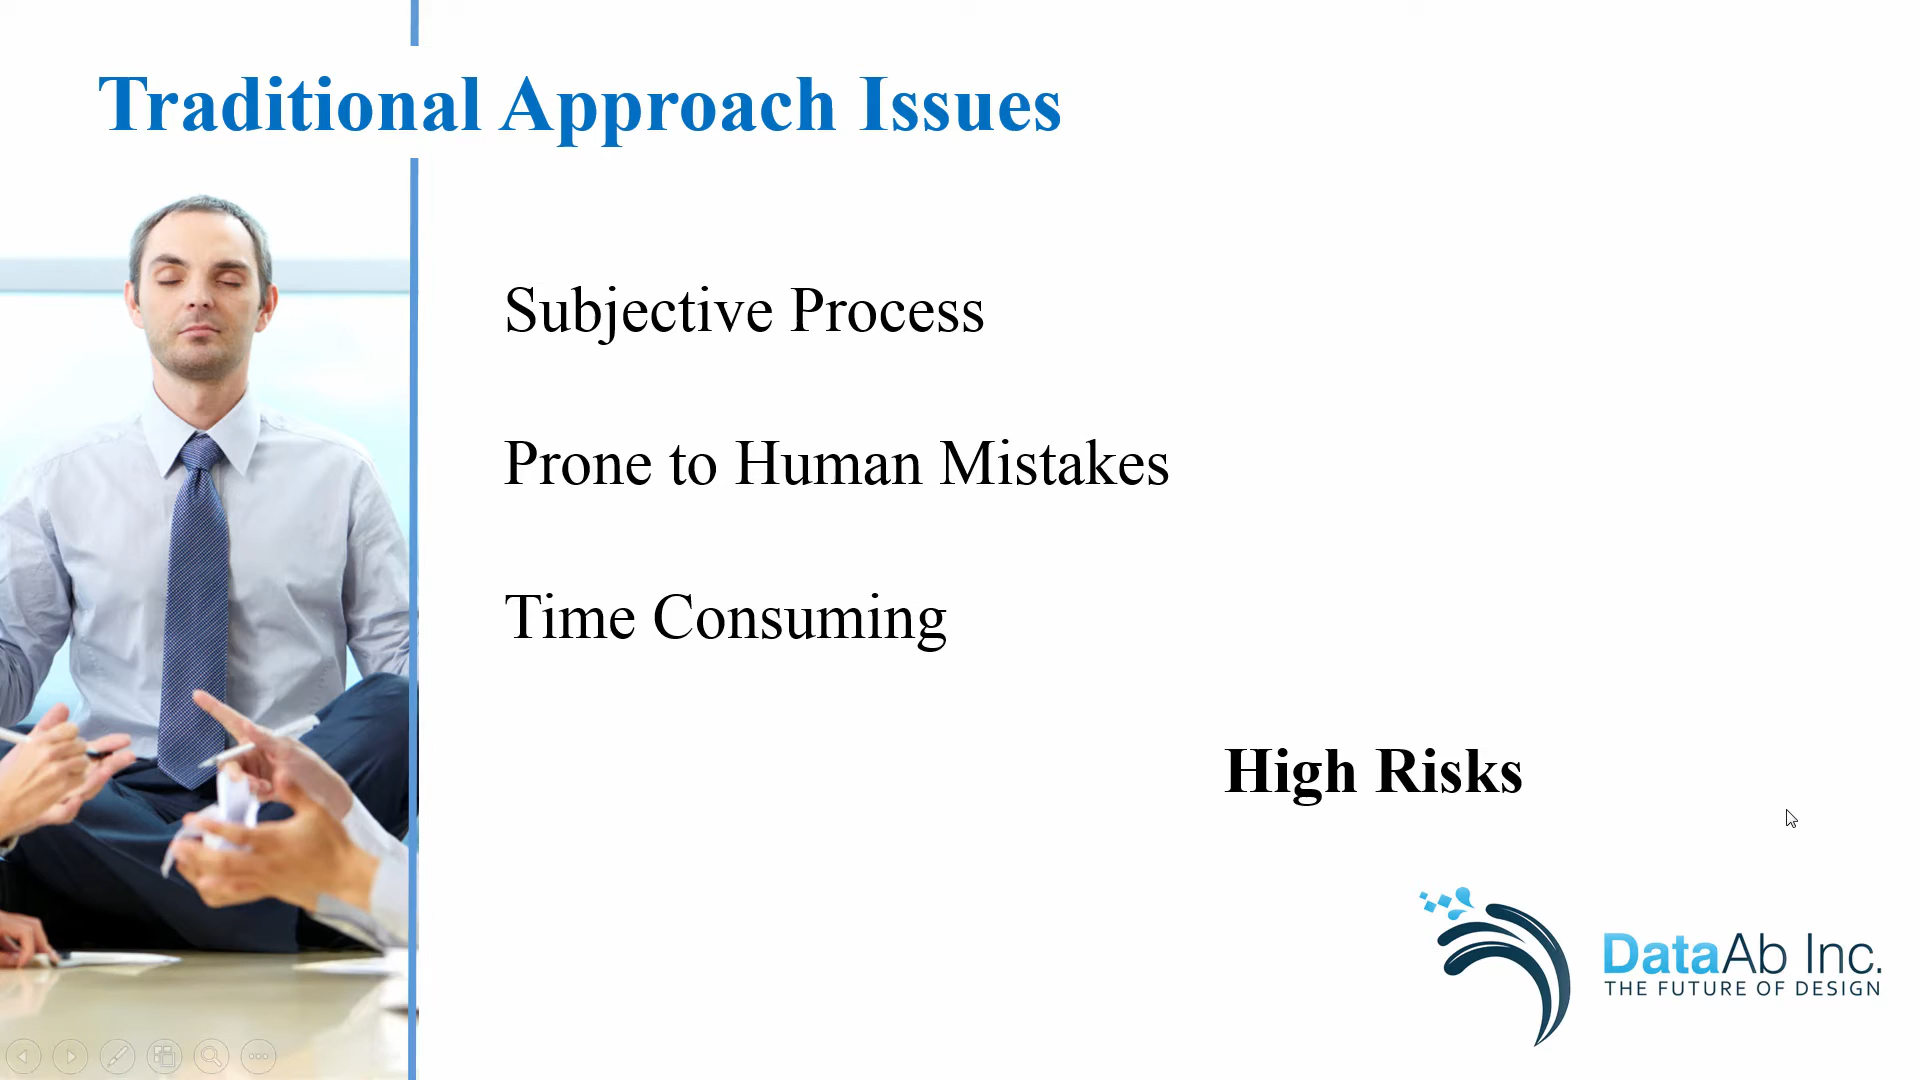 Traditional Approach Issues
Subjective Process
Prone to Human Mistakes
Time Consuming
High Risks
DataAb Inc.
THE FUTURE OF DESIGN